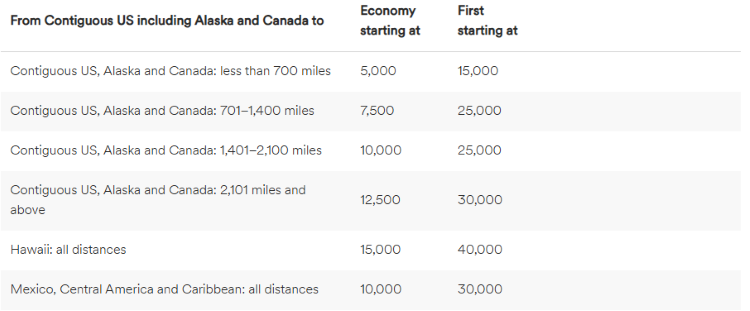 From Contiguous US including Alaska and Canada to Economy starting at First starting at
Contiguous US, Alaska and Canada: less than 700 miles 5,000 15,000
Contiguous US, Alaska and Canada: 701–1,400 miles 7,500 25,000
Contiguous US, Alaska and Canada: 1,401–2,100 miles 10,000 25,000
Contiguous US, Alaska and Canada: 2,101 miles and above 12,500 30,000
Hawaii: all distances 15,000 40,000
Mexico, Central America and Caribbean: all distances 10,000 30,000